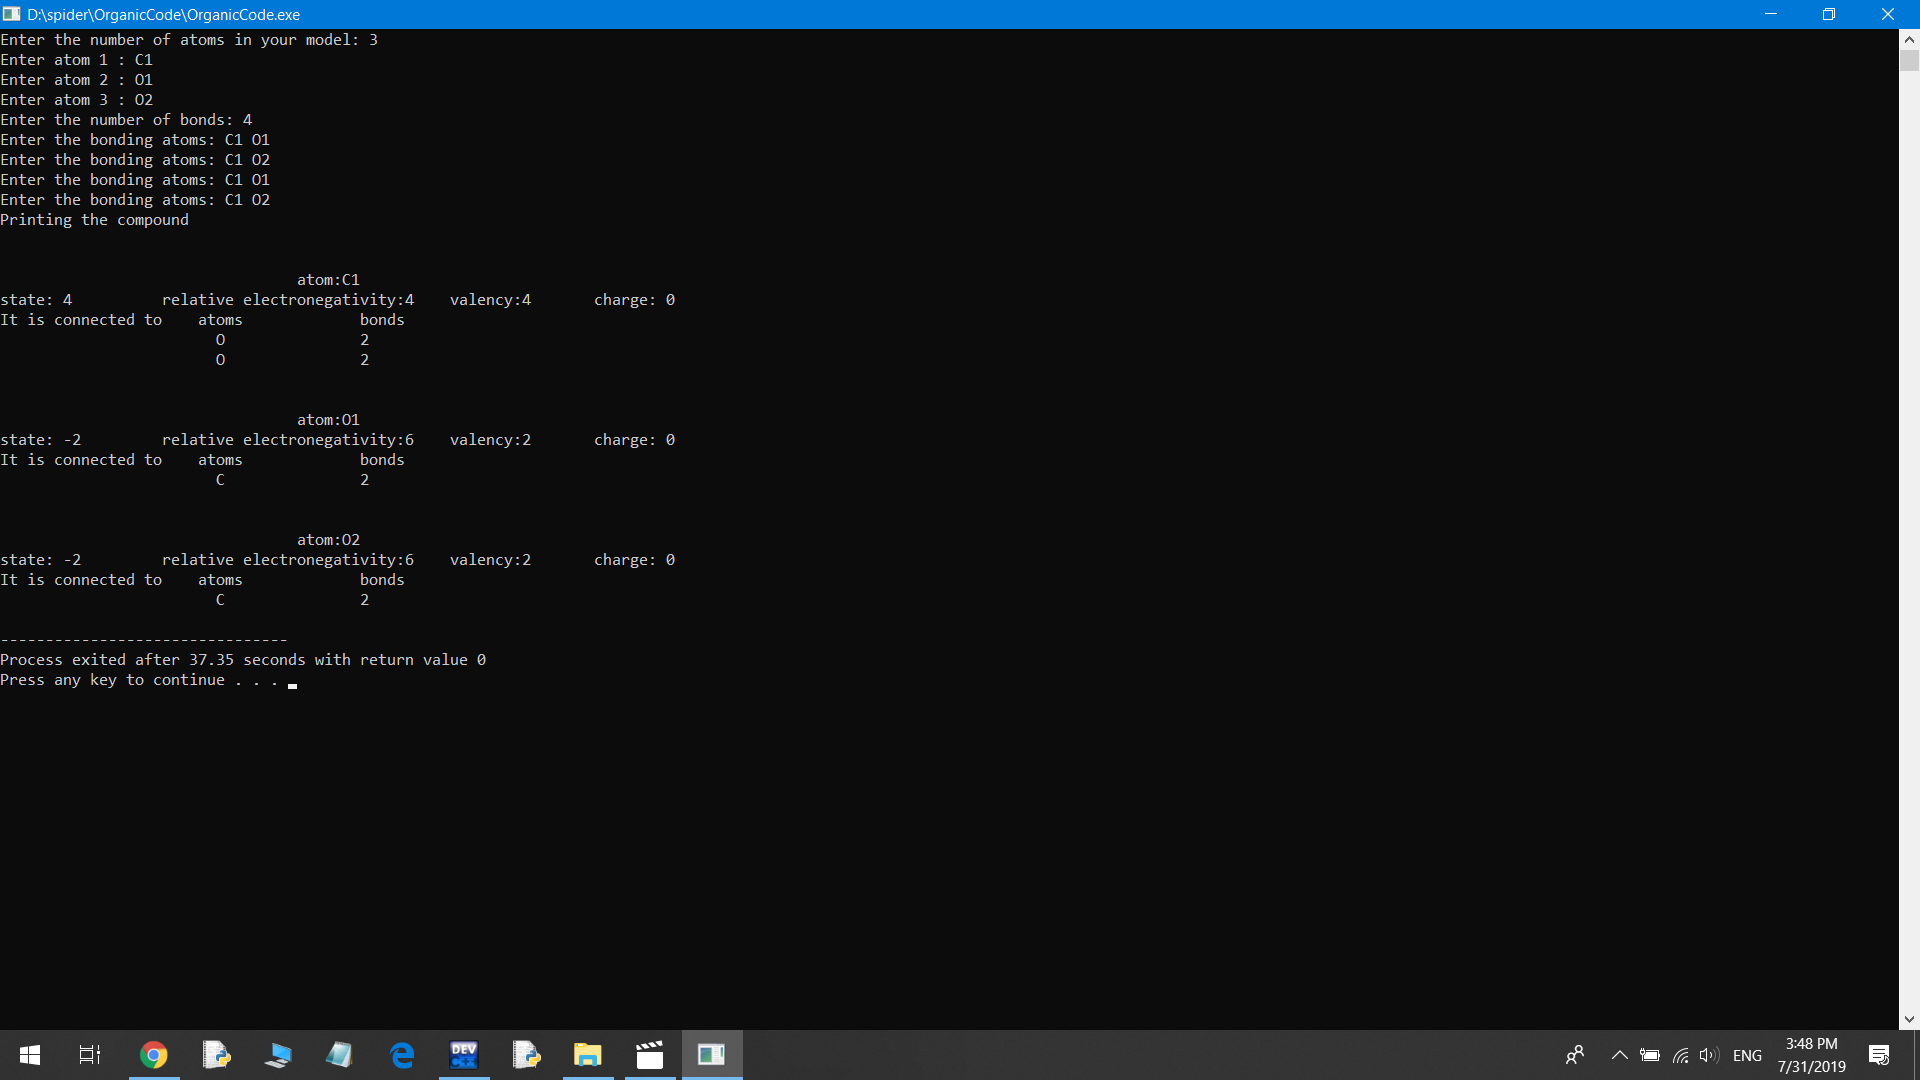 D:\spider\OrganicCode\OrganicCode.exe
Enter the number of atoms in your model: 3
Enter atom 1 : C1
Enter atom 2 : O1
Enter atom 3 : O2
Enter the number of bonds: 4
Enter the bonding atoms: C1 O1
Enter the bonding atoms: C1 O2
Enter the bonding atoms: C1 O1
Enter the bonding atoms: C1 O2
Printing the compound
atom:C1
state: 4 relative electronegativity:4 valency:4 charge: 0
It is connected to atoms bonds
O 2
O 2
atom:O1
state: -2 relative electronegativity:6 valency:2 charge: 0
It is connected to atoms bonds
C 2
atom:O2
state: -2 relative electronegativity:6 valency:2 charge: 0
It is connected to atoms bonds
C 2
--------------------------------
Process exited after 37.35 seconds with return value 0
Press any key to continue . . .
DEV C++
ENG
3:48 PM
7/31/2019